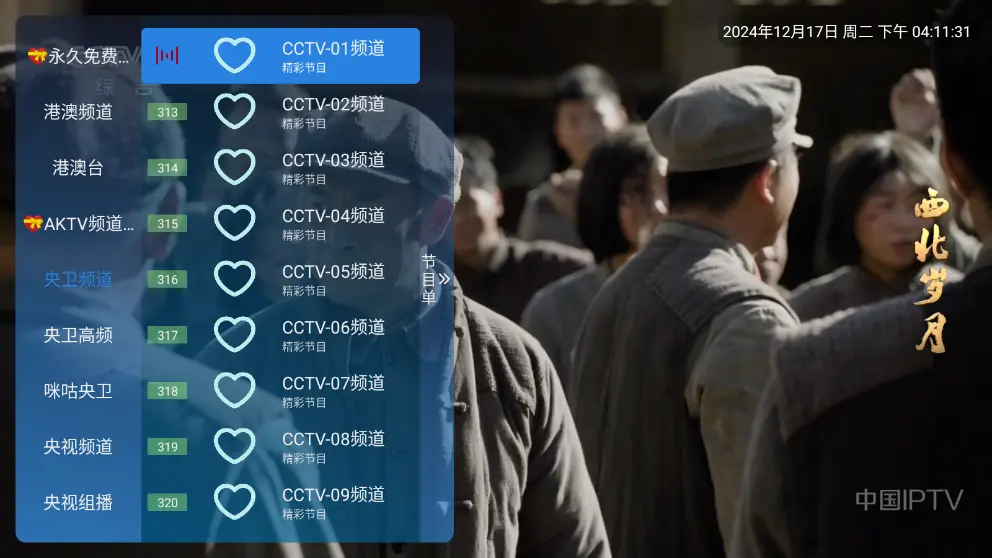 2024年12月17日 周二 下午 04:11:31
永久免费...
港澳频道
港澳台
AKTV频道...
央卫频道
央卫高频
咪咕央卫
央视频道
央视组播
综合
CCTV-01频道
精彩节目
313
CCTV-02频道
精彩节目
314
CCTV-03频道
精彩节目
315
CCTV-04频道
精彩节目
316
CCTV-05频道
精彩节目
317
CCTV-06频道
精彩节目
318
CCTV-07频道
精彩节目
319
CCTV-08频道
精彩节目
320
CCTV-09频道
精彩节目
节目单
西北岁月
中国IPTV